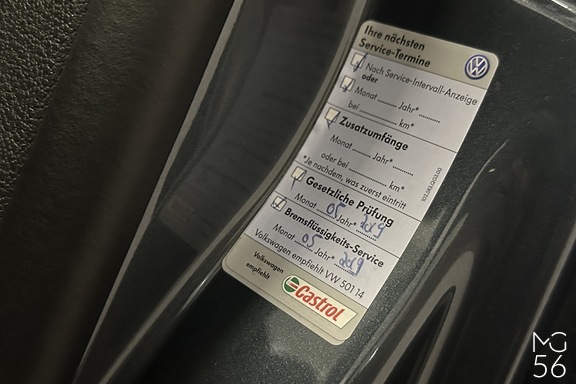 Ihre nächsten
Service-Termine
Nach Service-Intervall-Anzeige
oder
Monat ......... Jahr* .........
bei ............... km*
Zusatzumfänge
Monat ......... Jahr* .........
oder bei ............... km*
*Je nachdem, was zuerst eintritt
Gesetzliche Prüfung
Monat 05 Jahr* 2019
Bremsflüssigkeits-Service
Monat 05 Jahr* 2019
Volkswagen empfiehlt VW 501 14
Volkswagen
empfiehlt
Castrol
MG
56